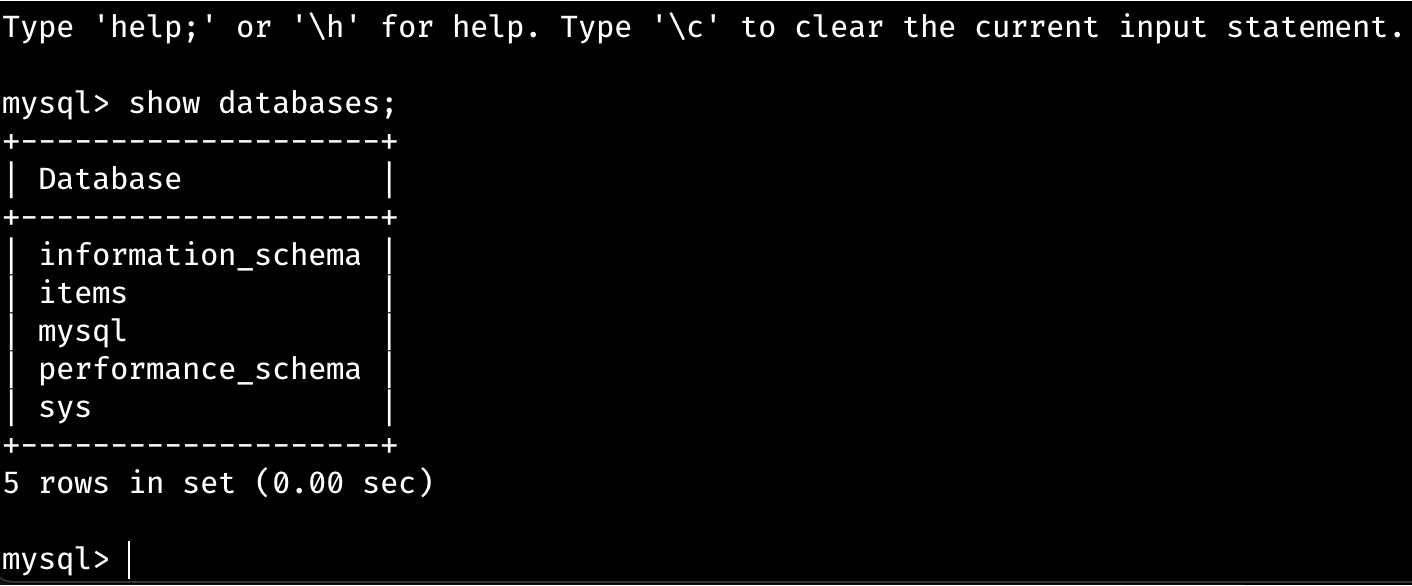 Type 'help;' or '\h' for help. Type '\c' to clear the current input statement.
mysql> show databases;
+--------------------+
| Database           |
+--------------------+
| information_schema |
| items              |
| mysql              |
| performance_schema |
| sys                |
+--------------------+
5 rows in set (0.00 sec)
mysql>